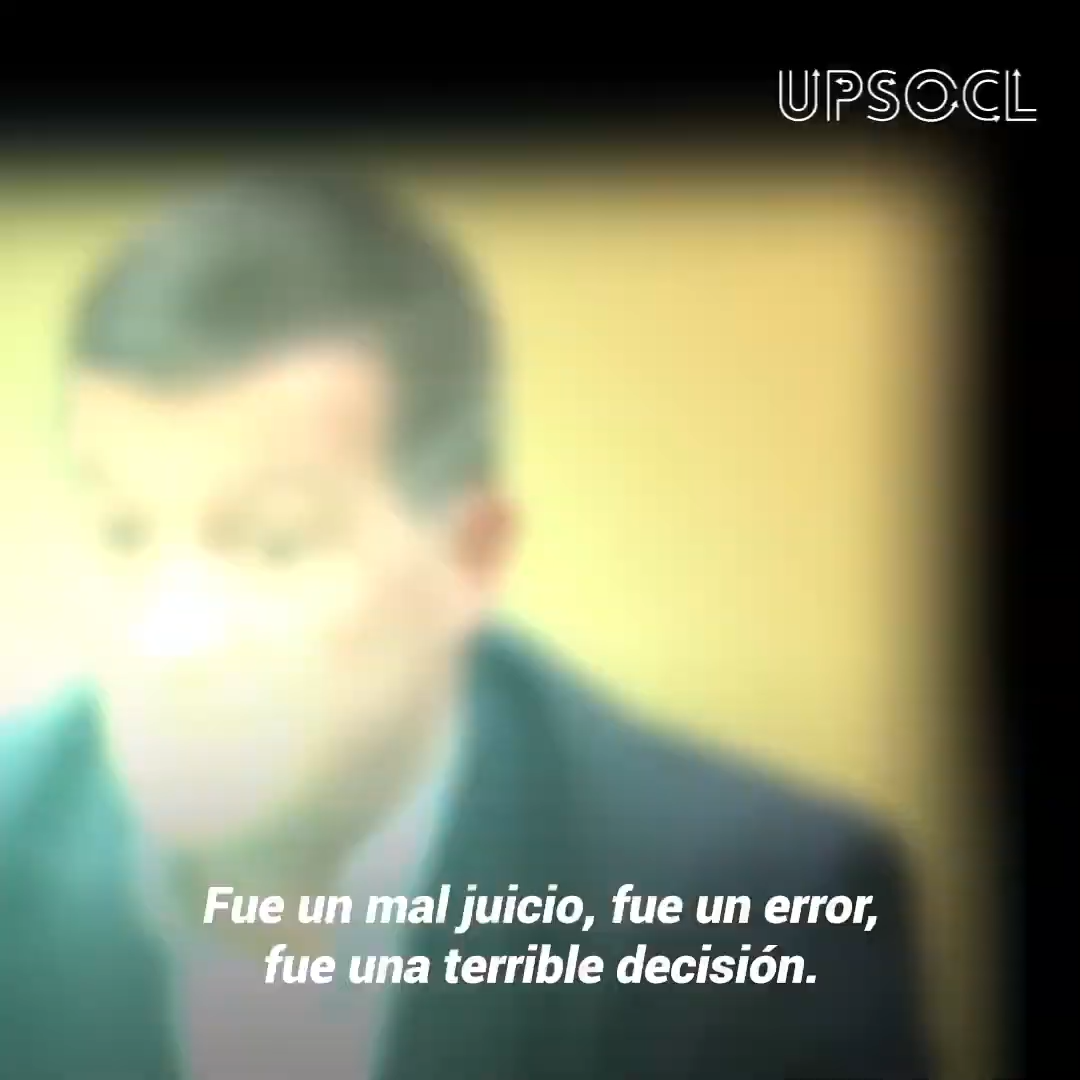 UPSOCL
Fue un mal juicio, fue un error,
fue una terrible decisión.